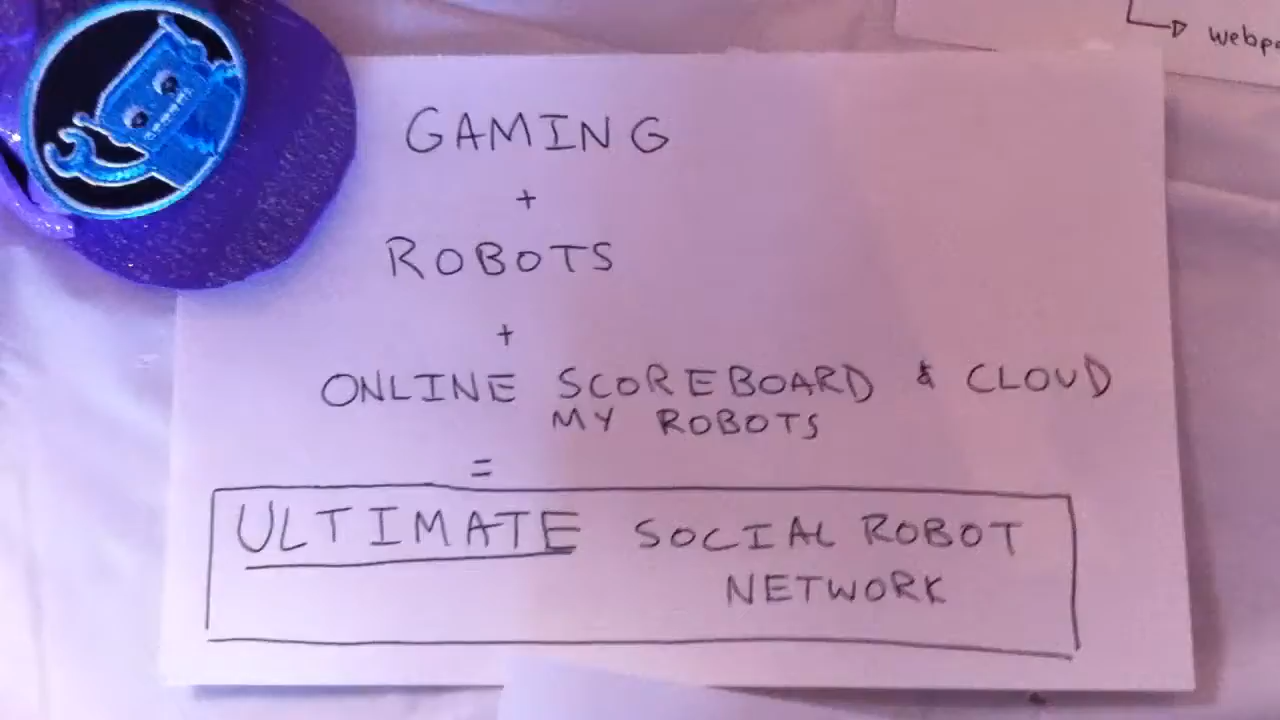 GAMING
+
ROBOTS
+
ONLINE SCOREBOARD & CLOUD
MY ROBOTS
=
ULTIMATE SOCIAL ROBOT
NETWORK